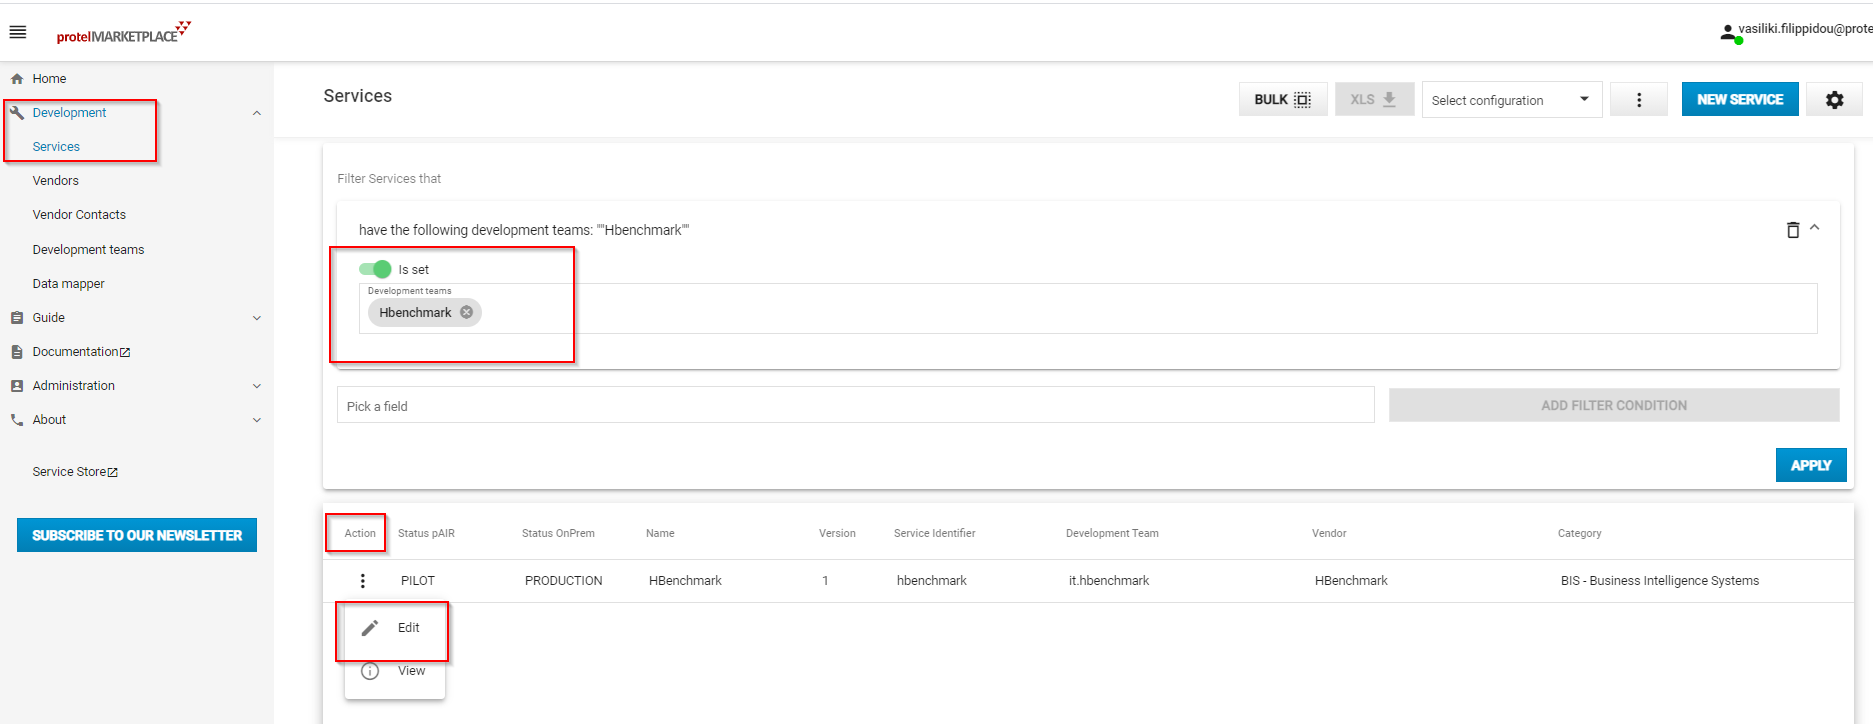 protelMARKETPLACE
vasiliki.filippidou@prote
Home
Development
Services
Vendors
Vendor Contacts
Development teams
Data mapper
Guide
Documentation
Administration
About
Service Store
SUBSCRIBE TO OUR NEWSLETTER
Services
BULK
XLS
Select configuration
NEW SERVICE
Filter Services that
have the following development teams: ""Hbenchmark""
Is set
Development teams
Hbenchmark
Pick a field
ADD FILTER CONDITION
APPLY
Action Status pAIR Status OnPrem Name Version Service Identifier Development Team Vendor Category
PILOT PRODUCTION HBenchmark 1 hbenchmark it.hbenchmark HBenchmark BIS - Business Intelligence Systems
Edit
View